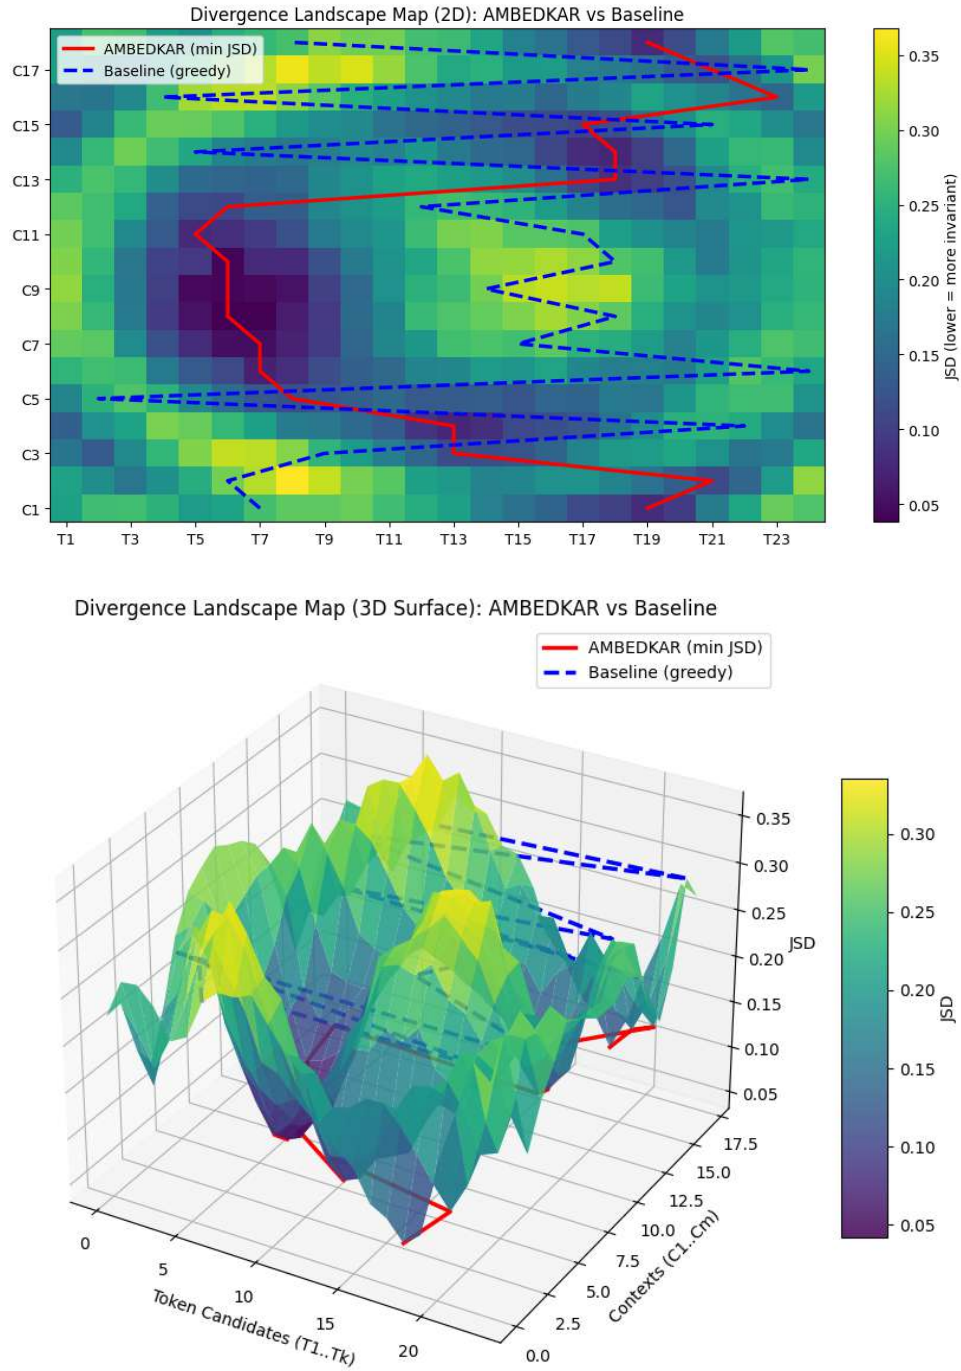 Divergence Landscape Map (2D): AMBEDKAR vs Baseline
AMBEDKAR (min JSD)
Baseline (greedy)
C17
C15
C13
C11
C9
C7
C5
C3
C1
T1 T3 T5 T7 T9 T11 T13 T15 T17 T19 T21 T23
0.35
0.30
0.25
0.20
0.15
0.10
0.05
JSD (lower = more invariant)
Divergence Landscape Map (3D Surface): AMBEDKAR vs Baseline
AMBEDKAR (min JSD)
Baseline (greedy)
0.35
0.30
0.25
0.20
0.15
0.10
0.05
JSD
17.5
15.0
12.5
10.0
7.5
5.0
2.5
0.0
Contexts (C1..Cm)
0
5
10
15
20
Token Candidates (T1..Tk)
0.30
0.25
0.20
0.15
0.10
0.05
JSD